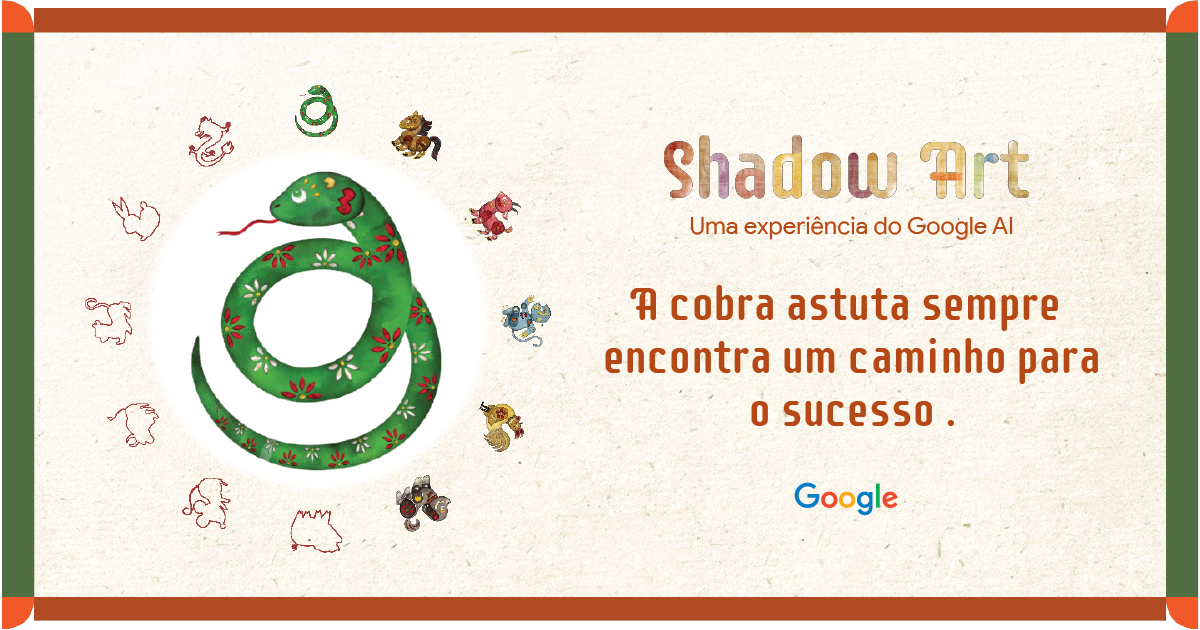 Shadow Art
Uma experiência do Google AI
A cobra astuta sempre
encontra um caminho para
o sucesso .
Google